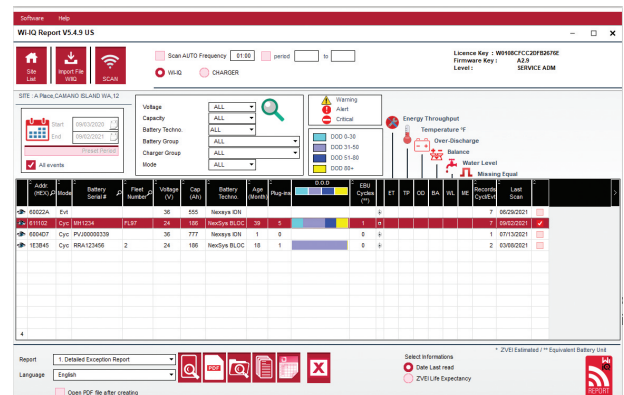 Software Help
Wi-IQ Report V5.4.9 US
Site List
Import File WIIQ
SCAN
Scan AUTO Frequency 01:00 period to
WI-IQ CHARGER
Licence Key : W0108CFCC2DFB2676E
Firmware Key : A2.9
Level : SERVICE ADM
SITE : A Place,CAMANO ISLAND WA,12
Start 09/03/2020
End 09/02/2021
Preset Period
All events
Voltage ALL
Capacity ALL
Battery Techno. ALL
Battery Group ALL
Charger Group ALL
Mode ALL
Warning
Alert
Critical
DOD 0-30
DOD 31-50
DOD 51-80
DOD 80+
Energy Throughput
Temperature °F
Over-Discharge
Balance
Water Level
Missing Equal
Addr. (HEX) Mode Battery Serial # Fleet Number Voltage (V) Cap (Ah) Battery Techno. Age (Month) Plug-ins D.O.D EBU Cycles (**) ET TP OD BA WL ME Records Cycl/Evt Last Scan
60022A Evt 36 555 Nexsys ION 7 06/29/2021
611102 Cyc MH1234 FL97 24 186 NexSys BLOC 39 5 1 7 09/02/2021
6004D7 Cyc PVJ00000339 36 777 Nexsys ION 1 0 0 1 07/13/2021
1E3B45 Cyc RRA123456 2 24 186 NexSys BLOC 18 1 0 2 03/08/2021
4
* ZVEI Estimated / ** Equivalent Battery Unit
Report 1. Detailed Exception Report
Language English
Open PDF file after creating
PDF
Select Informations
Date Last read
ZVEI Life Expectancy
Wi iQ
REPORT